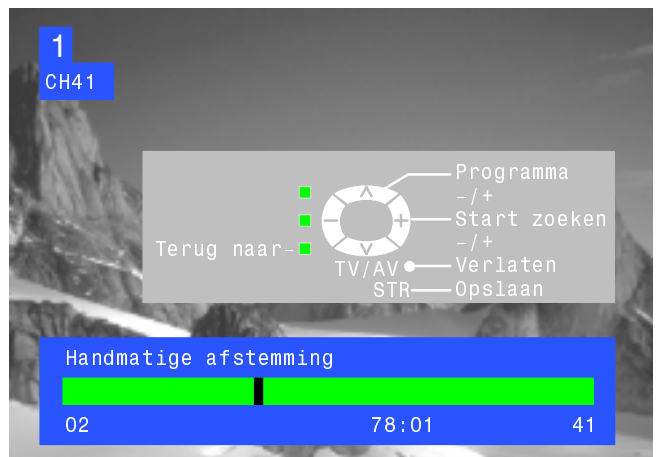 1
CH41
Programma
-/+
Start zoeken
-/+
Terug naar-
TV/AV
Verlaten
STR
Opslaan
Handmatige afstemming
02 78:01 41